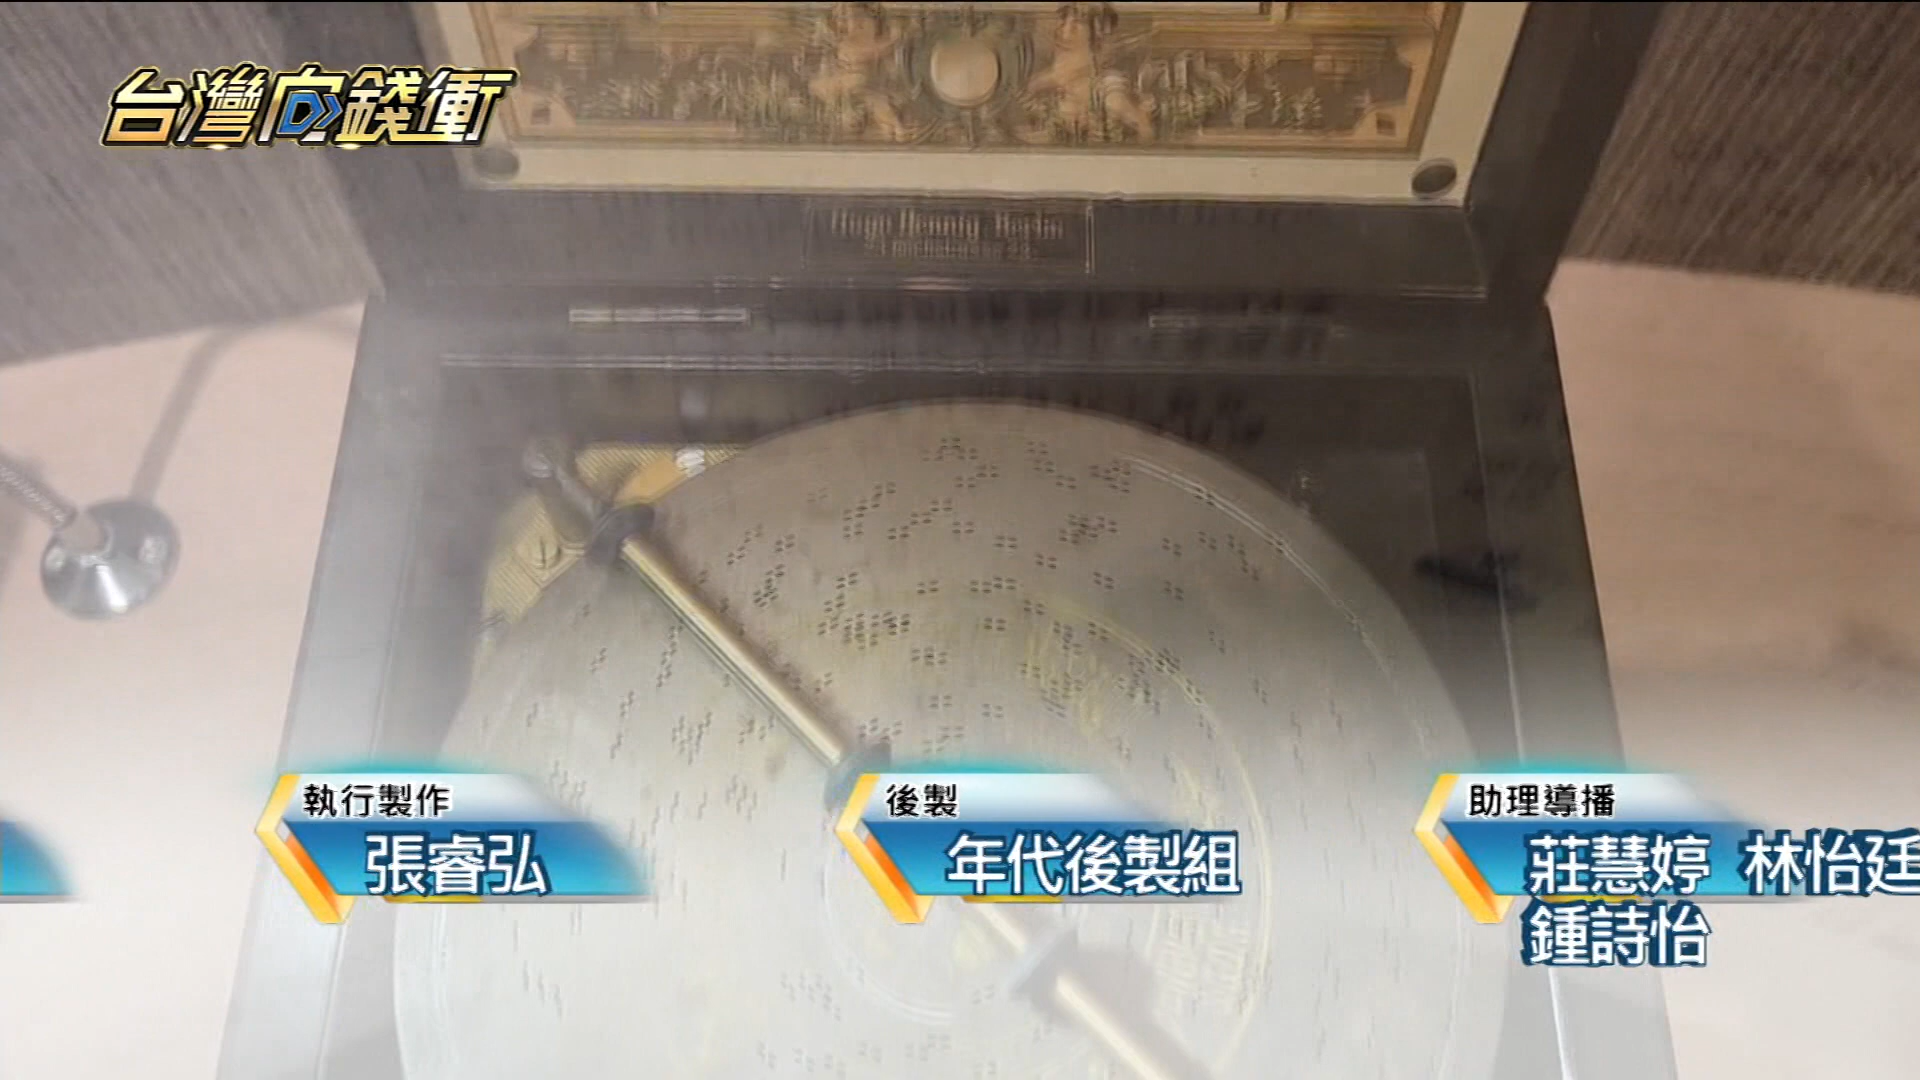 台灣向錢衝
執行製作
張睿弘
後製
年代後製組
助理導播
莊慧婷 林怡廷
鍾詩怡